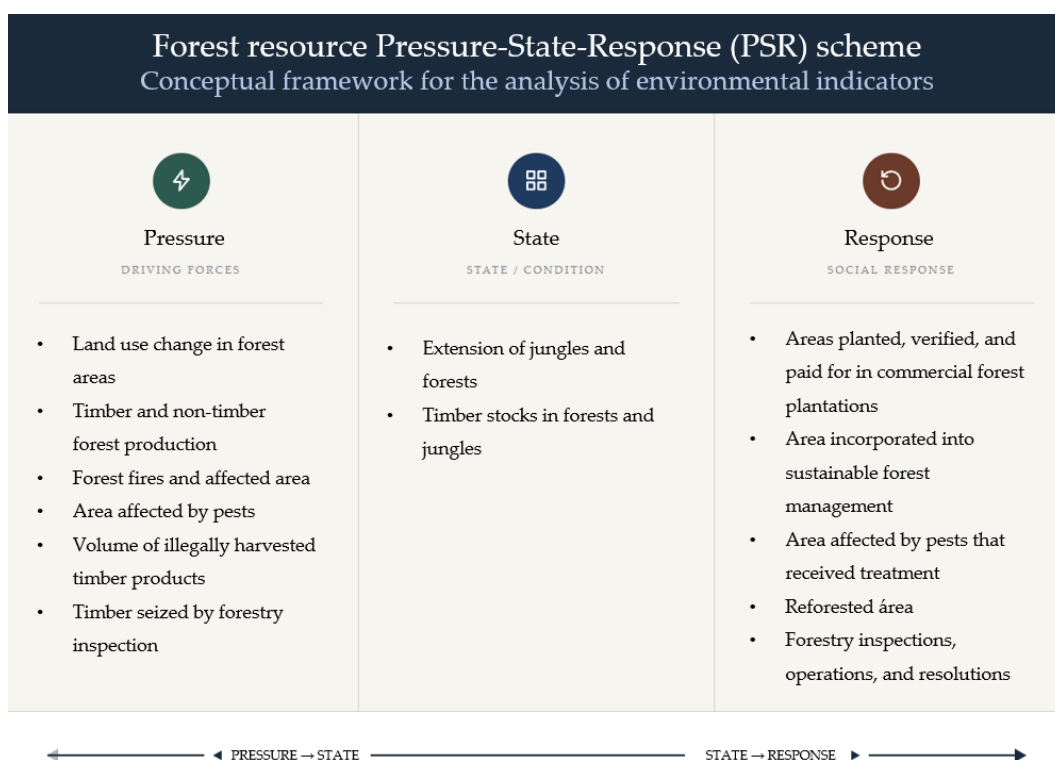 Forest resource Pressure-State-Response (PSR) scheme
Conceptual framework for the analysis of environmental indicators
Pressure
DRIVING FORCES
• Land use change in forest
areas
• Timber and non-timber
forest production
• Forest fires and affected area
• Area affected by pests
• Volume of illegally harvested
timber products
• Timber seized by forestry
inspection
State
STATE / CONDITION
• Extension of jungles and
forests
• Timber stocks in forests and
jungles
Response
SOCIAL RESPONSE
• Areas planted, verified, and
paid for in commercial forest
plantations
• Area incorporated into
sustainable forest
management
• Area affected by pests that
received treatment
• Reforested área
• Forestry inspections,
operations, and resolutions
PRESSURE → STATE
STATE → RESPONSE